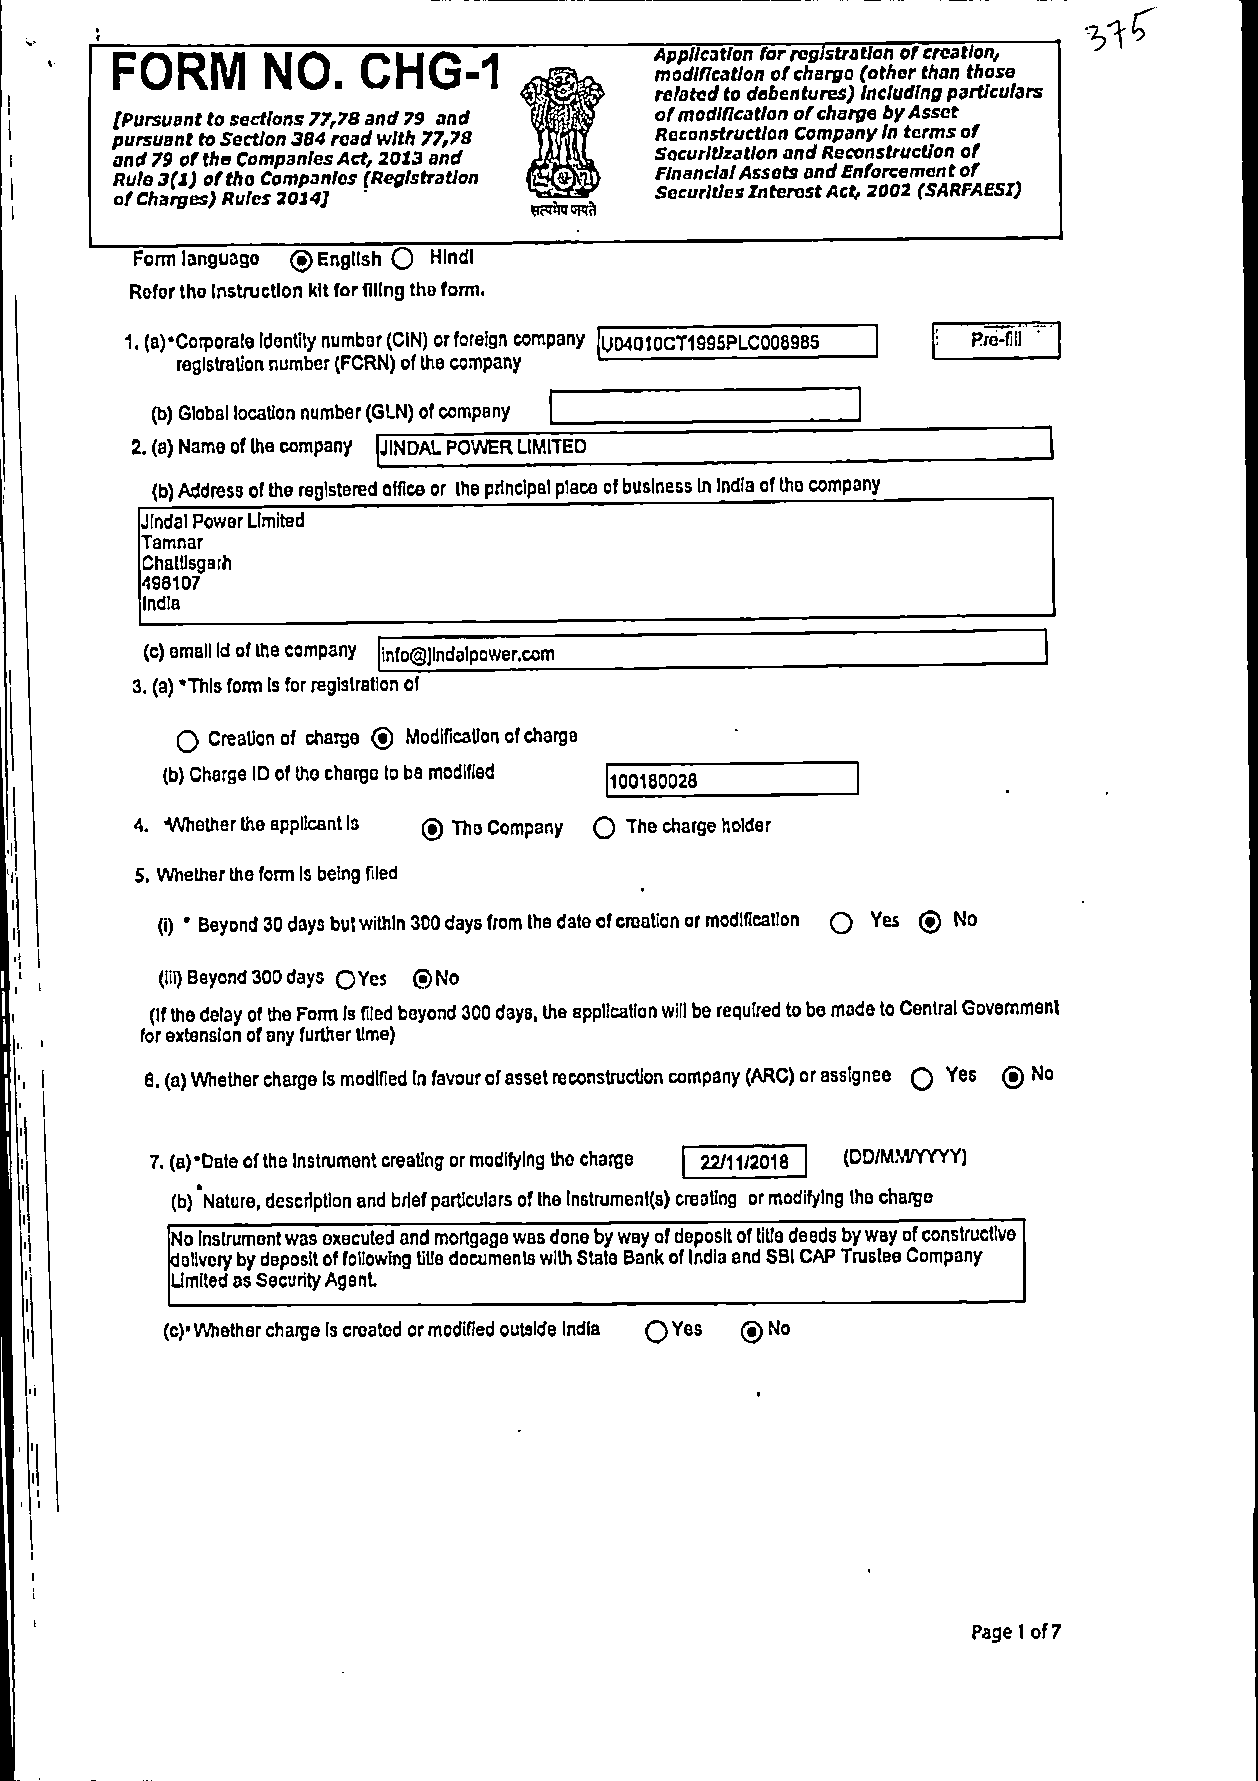 375
FORM NO. CHG-1
[Pursuant to sections 77,78 and 79 and
pursuant to Section 384 read with 77,78
and 79 of the Companies Act, 2013 and
Rule 3(1) of the Companies (Registration
of Charges) Rules 2014]
सत्यमेव जयते
Application for registration of creation,
modification of charge (other than those
related to debentures) including particulars
of modification of charge by Asset
Reconstruction Company in terms of
Securitization and Reconstruction of
Financial Assets and Enforcement of
Securities Interest Act, 2002 (SARFAESI)
Form language English Hindi
Refer the instruction kit for filling the form.
1. (a)*Corporate identity number (CIN) or foreign company U04010CT1995PLC008985 Pre-fill
registration number (FCRN) of the company
(b) Global location number (GLN) of company
2. (a) Name of the company JINDAL POWER LIMITED
(b) Address of the registered office or the principal place of business in India of the company
Jindal Power Limited
Tamnar
Chattisgarh
496107
India
(c) email id of the company info@jindalpower.com
3. (a) *This form is for registration of
Creation of charge Modification of charge
(b) Charge ID of the charge to be modified 100180028
4. *Whether the applicant is The Company The charge holder
5. Whether the form is being filed
(i) * Beyond 30 days but within 300 days from the date of creation or modification Yes No
(iii) Beyond 300 days Yes No
(If the delay of the Form is filed beyond 300 days, the application will be required to be made to Central Government
for extension of any further time)
6. (a) Whether charge is modified in favour of asset reconstruction company (ARC) or assignee Yes No
7. (a)*Date of the instrument creating or modifying the charge 22/11/2018 (DD/MM/YYYY)
(b) *Nature, description and brief particulars of the instrument(s) creating or modifying the charge
No instrument was executed and mortgage was done by way of deposit of title deeds by way of constructive
delivery by deposit of following title documents with State Bank of India and SBI CAP Trustee Company
Limited as Security Agent.
(c)*Whether charge is created or modified outside India Yes No
Page 1 of 7